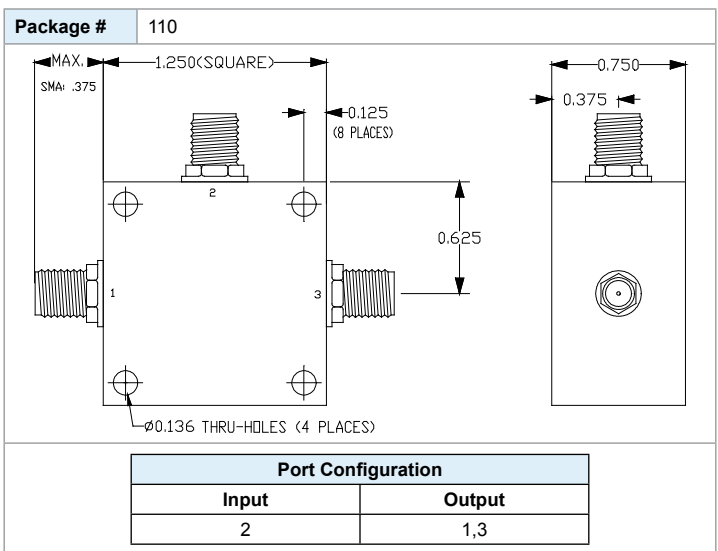 Package # 110
MAX. 1.250(SQUARE) 0.750
SMA: .375
0.375
0.125
(8 PLACES)
2
0.625
1 3
Ø0.136 THRU-HOLES (4 PLACES)
Port Configuration
Input Output
2 1,3